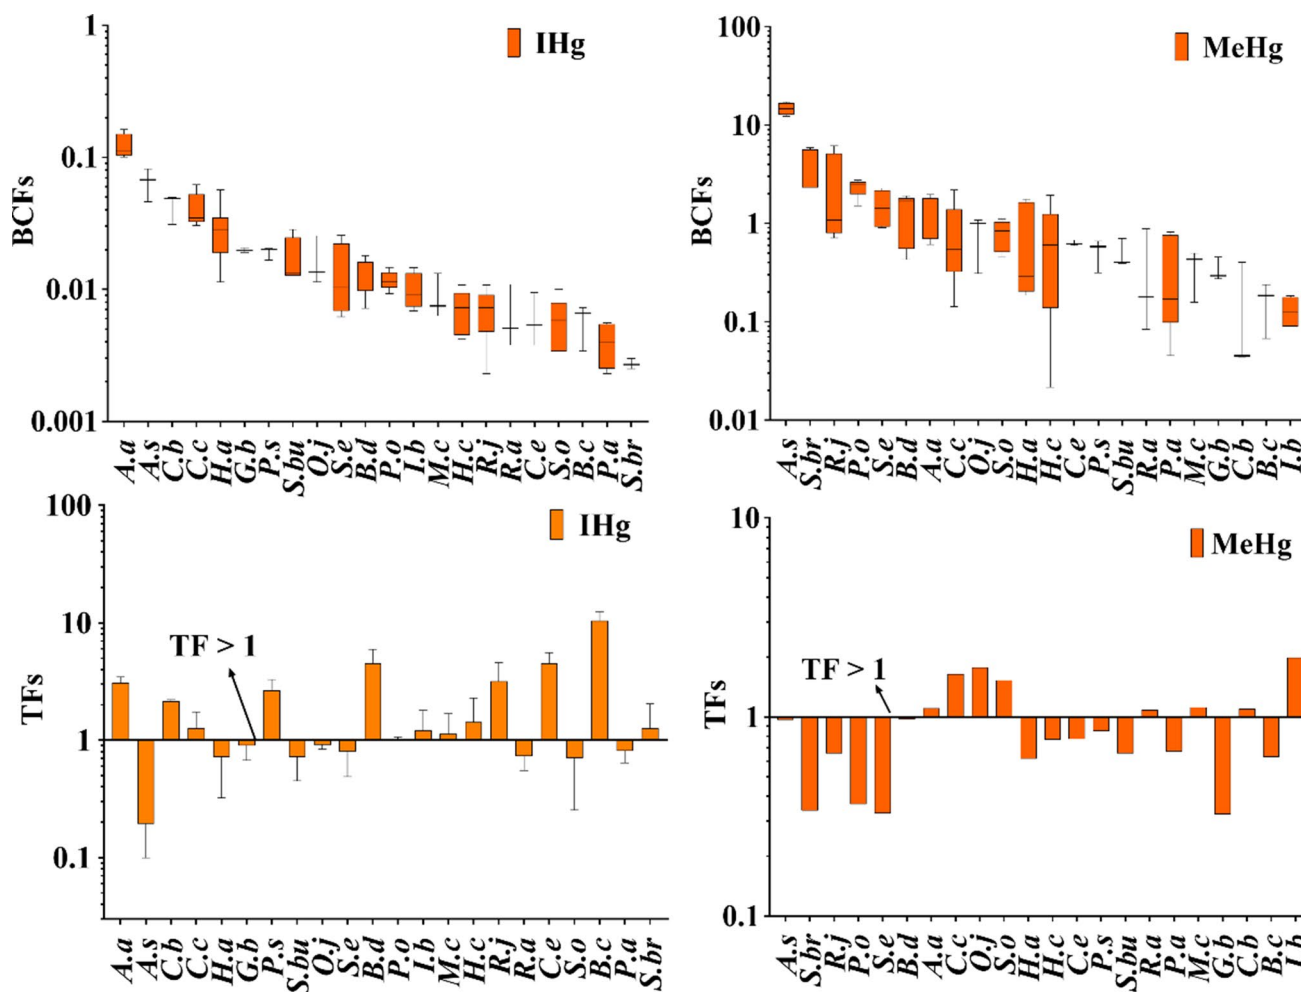 1
0.1
0.01
0.001
BCFs
IHg
A.a
A.s
C.b
C.c
H.a
G.b
P.s
S.bu
O.j
S.e
B.d
P.o
I.b
M.c
H.c
R.j
R.a
C.e
S.o
B.c
P.a
S.br
100
10
1
0.1
0.01
BCFs
MeHg
A.s
S.br
R.j
P.o
S.e
B.d
A.a
C.c
O.j
S.o
H.a
H.c
C.e
P.s
S.bu
R.a
P.a
M.c
G.b
C.b
B.c
I.b
100
10
1
0.1
TFs
IHg
TF > 1
A.a
A.s
C.b
C.c
H.a
G.b
P.s
S.bu
O.j
S.e
B.d
P.o
I.b
M.c
H.c
R.j
R.a
C.e
S.o
B.c
P.a
S.br
10
1
0.1
TFs
MeHg
TF > 1
A.s
S.br
R.j
P.o
S.e
B.d
A.a
C.c
O.j
S.o
H.a
H.c
C.e
P.s
S.bu
R.a
P.a
M.c
G.b
C.b
B.c
I.b